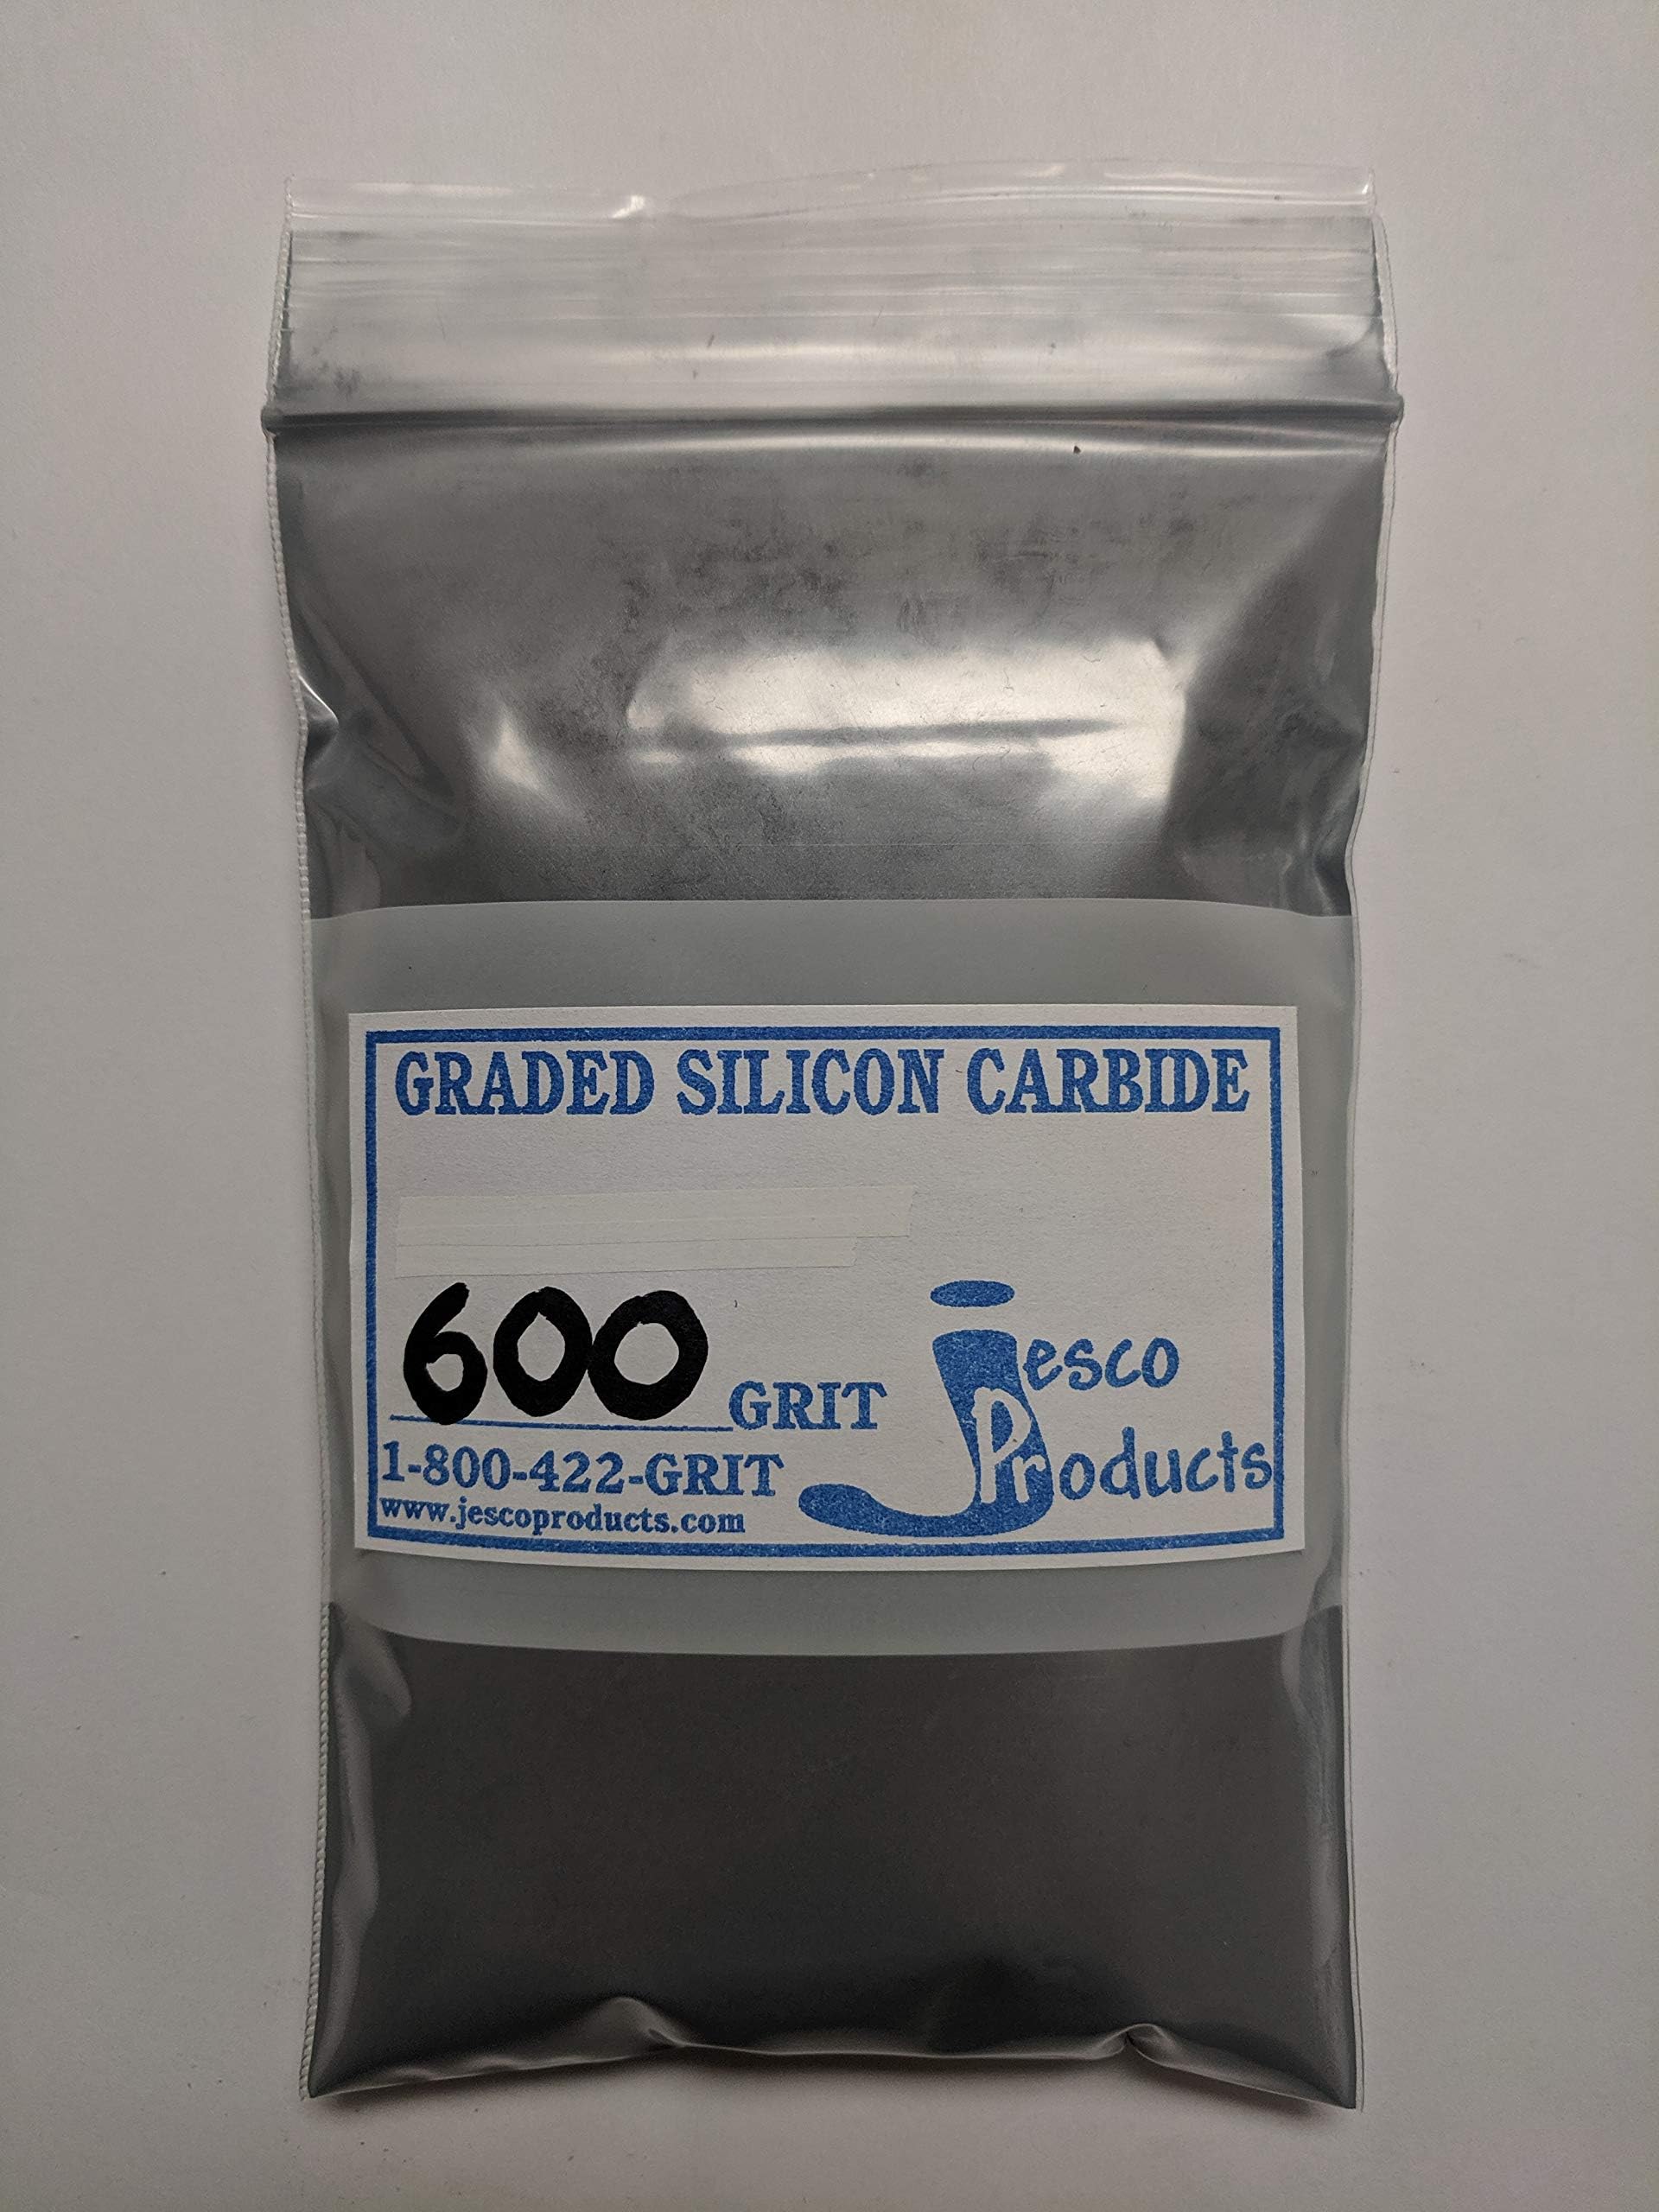 GRADED SILICON CARBIDE
600 GRIT
1-800-422-GRIT
www.jescoproducts.com
jesco
Products